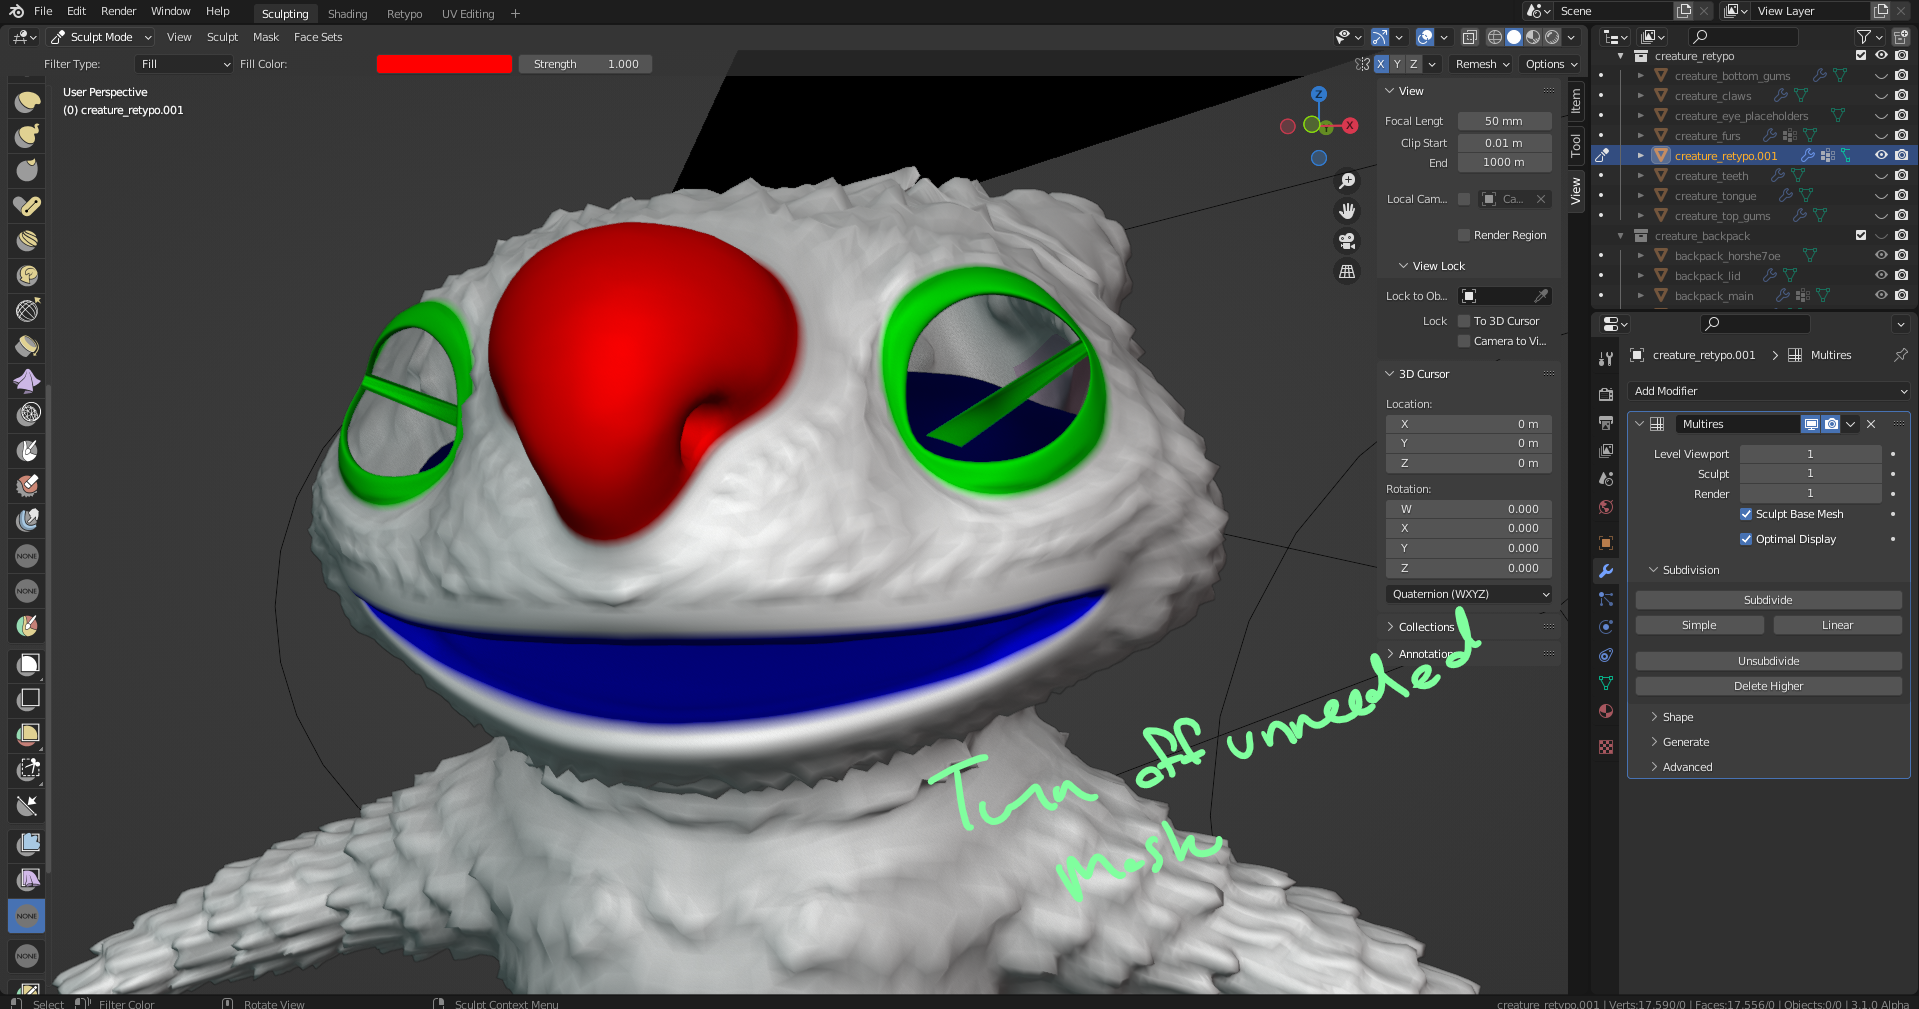 File Edit Render Window Help Sculpting Shading Retypo UV Editing + Scene View Layer
Sculpt Mode View Sculpt Mask Face Sets
Filter Type: Fill Fill Color: Strength 1.000 X Y Z Remesh Options
User Perspective
(0) creature_retypo.001
Z
X
Y
View
Focal Lengt 50 mm
Clip Start 0.01 m
End 1000 m
Local Cam... Ca...
Render Region
View Lock
Lock to Ob...
Lock To 3D Cursor
Camera to Vi...
3D Cursor
Location:
X 0 m
Y 0 m
Z 0 m
Rotation:
W 0.000
X 0.000
Y 0.000
Z 0.000
Quaternion (WXYZ)
Collections
Annotation
Item
Tool
View
Turn off unneeded
mask
NONE
NONE
NONE
NONE
creature_retypo
creature_bottom_gums
creature_claws
creature_eye_placeholders
creature_furs
creature_retypo.001
creature_teeth
creature_tongue
creature_top_gums
creature_backpack
backpack_horshe7oe
backpack_lid
backpack_main
creature_retypo.001 > Multires
Add Modifier
Multires
Level Viewport 1
Sculpt 1
Render 1
Sculpt Base Mesh
Optimal Display
Subdivision
Subdivide
Simple Linear
Unsubdivide
Delete Higher
Shape
Generate
Advanced
Select Filter Color Rotate View Sculpt Context Menu
creature_retypo.001 | Verts:17,590/0 | Faces:17,556/0 | Objects:0/0 | 3.1.0 Alpha